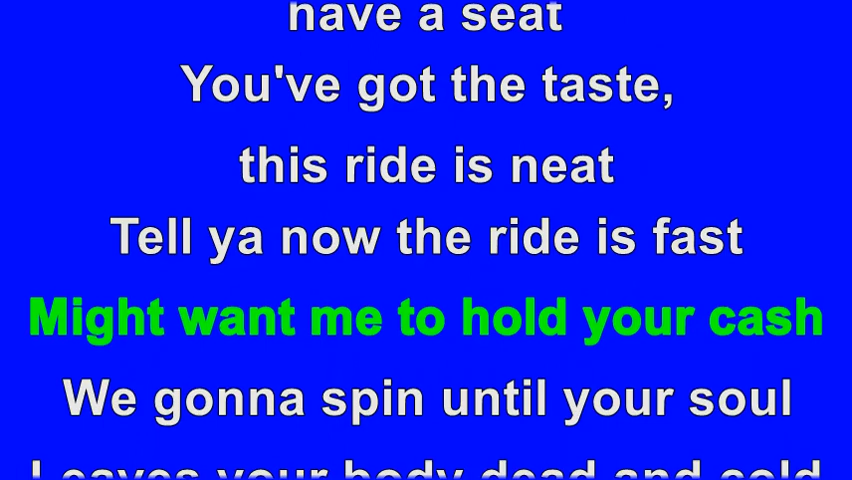 have a seat
You've got the taste,
this ride is neat
Tell ya now the ride is fast
Might want me to hold your cash
We gonna spin until your soul
Leaves your body dead and cold